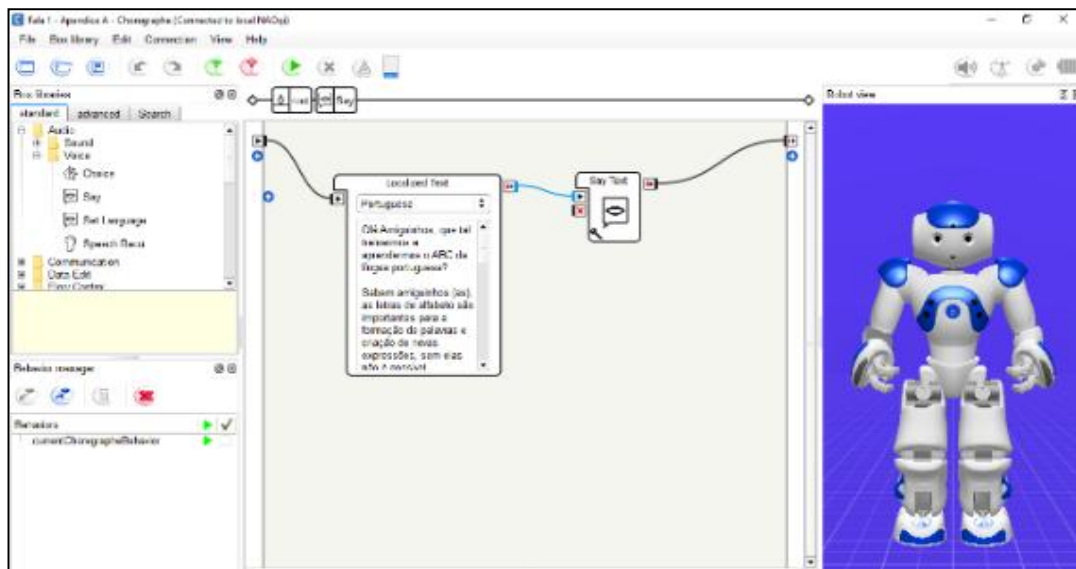 Fala 1 - Apendice A - Choregraphe (Connected to local NAOqi)
File Box library Edit Connection View Help
Box libraries
standard advanced Search
Audio
Sound
Voice
Choice
Say
Set Language
Speech Reco.
Communication
Data Edit
Flow Control
Behavior manager
Behaviors
currentChoregrapheBehavior
root
Say
Localized Text
Portuguese
Olá Amiguinhos, que tal
aprendermos o ABC da
língua portuguesa?
Sabem amiguinhos (as),
as letras do alfabeto são
importantes para a
formação de palavras e
criação de novas
expressões, sem elas
não é possível
Say Text
Robot view